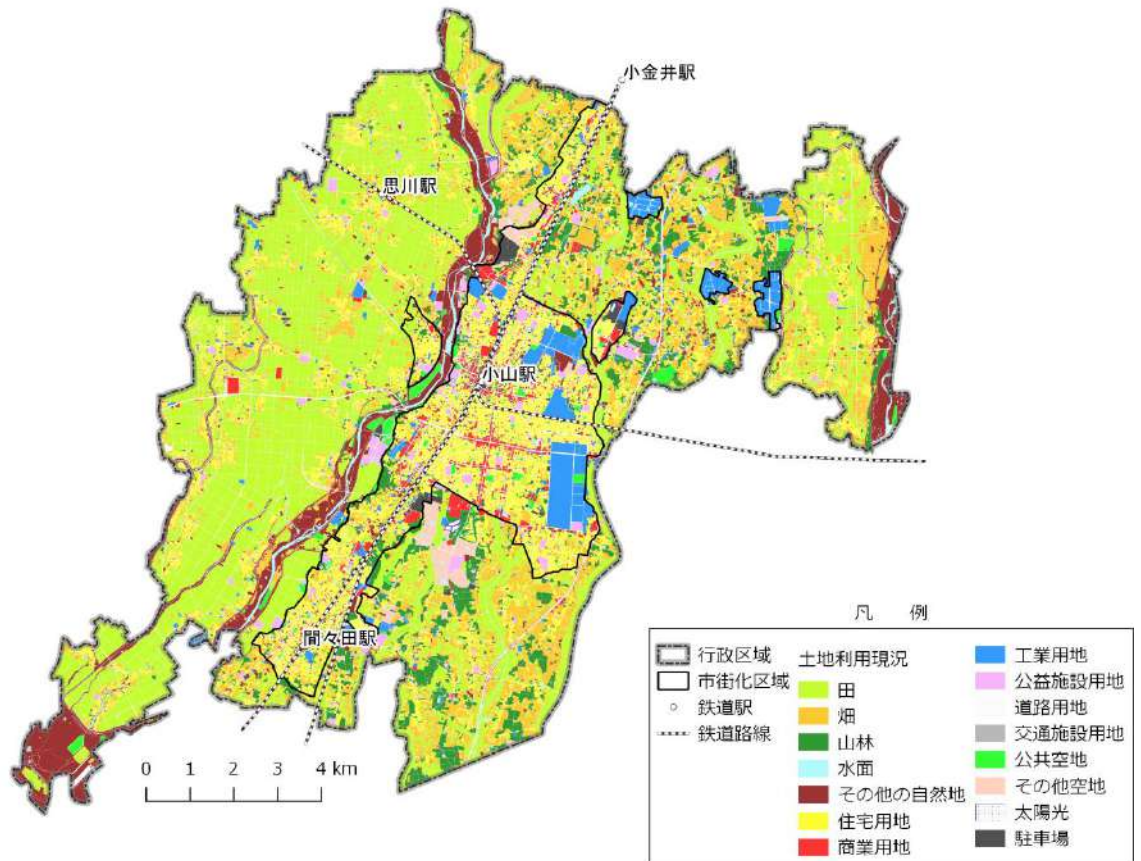 小金井駅
思川駅
小山駅
間々田駅
0 1 2 3 4 km
凡 例
行政区域
市街化区域
鉄道駅
鉄道路線
土地利用現況
田
畑
山林
水面
その他の自然地
住宅用地
商業用地
工業用地
公益施設用地
道路用地
交通施設用地
公共空地
その他空地
太陽光
駐車場